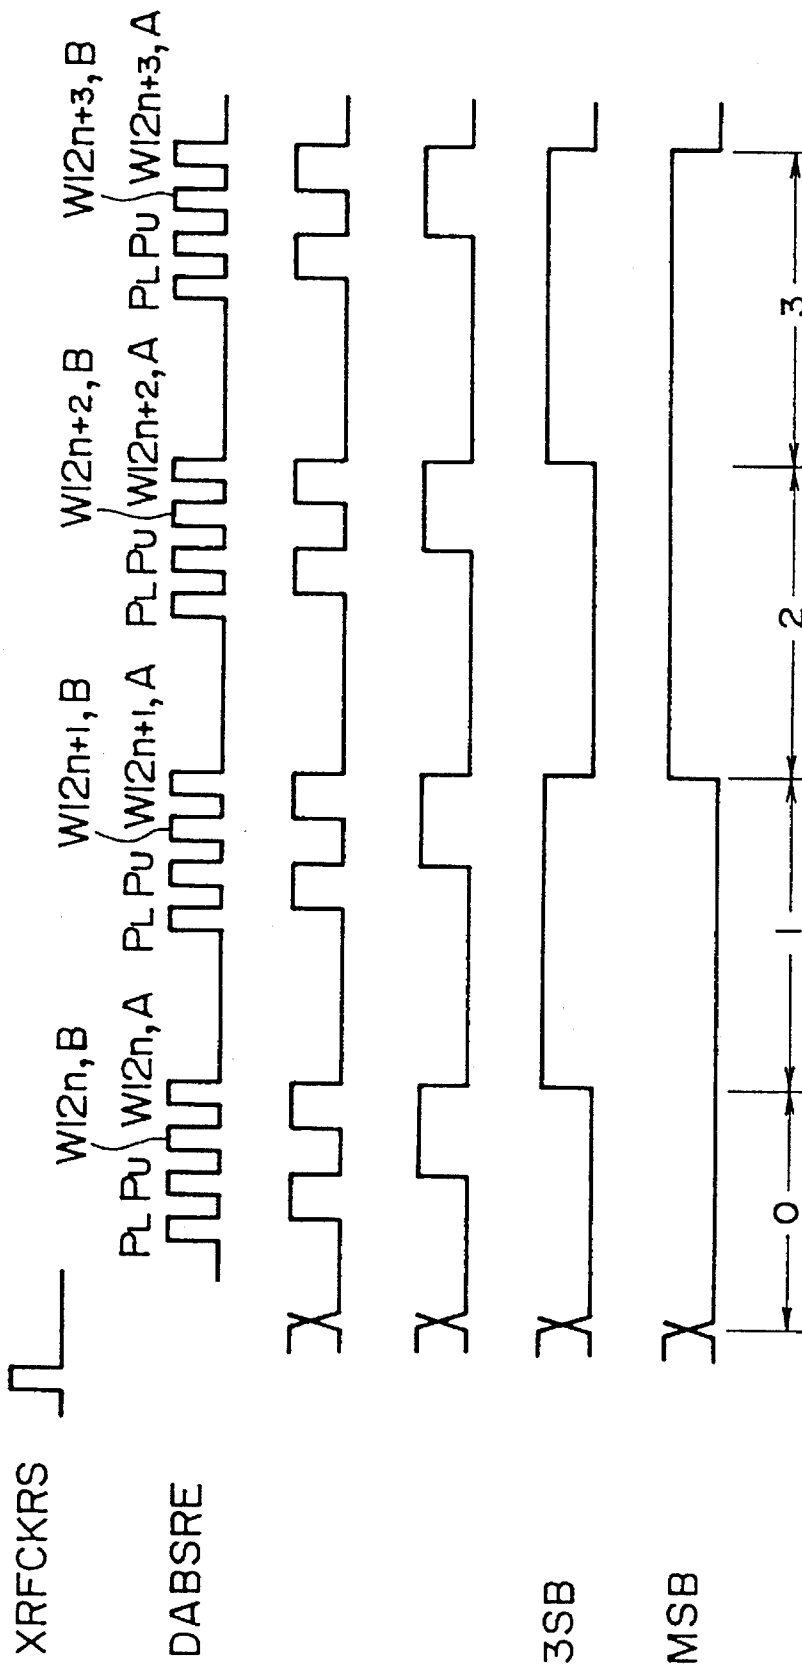 XRFCKRS
W12n, B
W12n+1, B
W12n+2, B
W12n+3, B
PL PU W12n, A
PL PU W12n+1, A
PL PU W12n+2, A
PL PU W12n+3, A
DABSRE
3SB
MSB
0
1
2
3